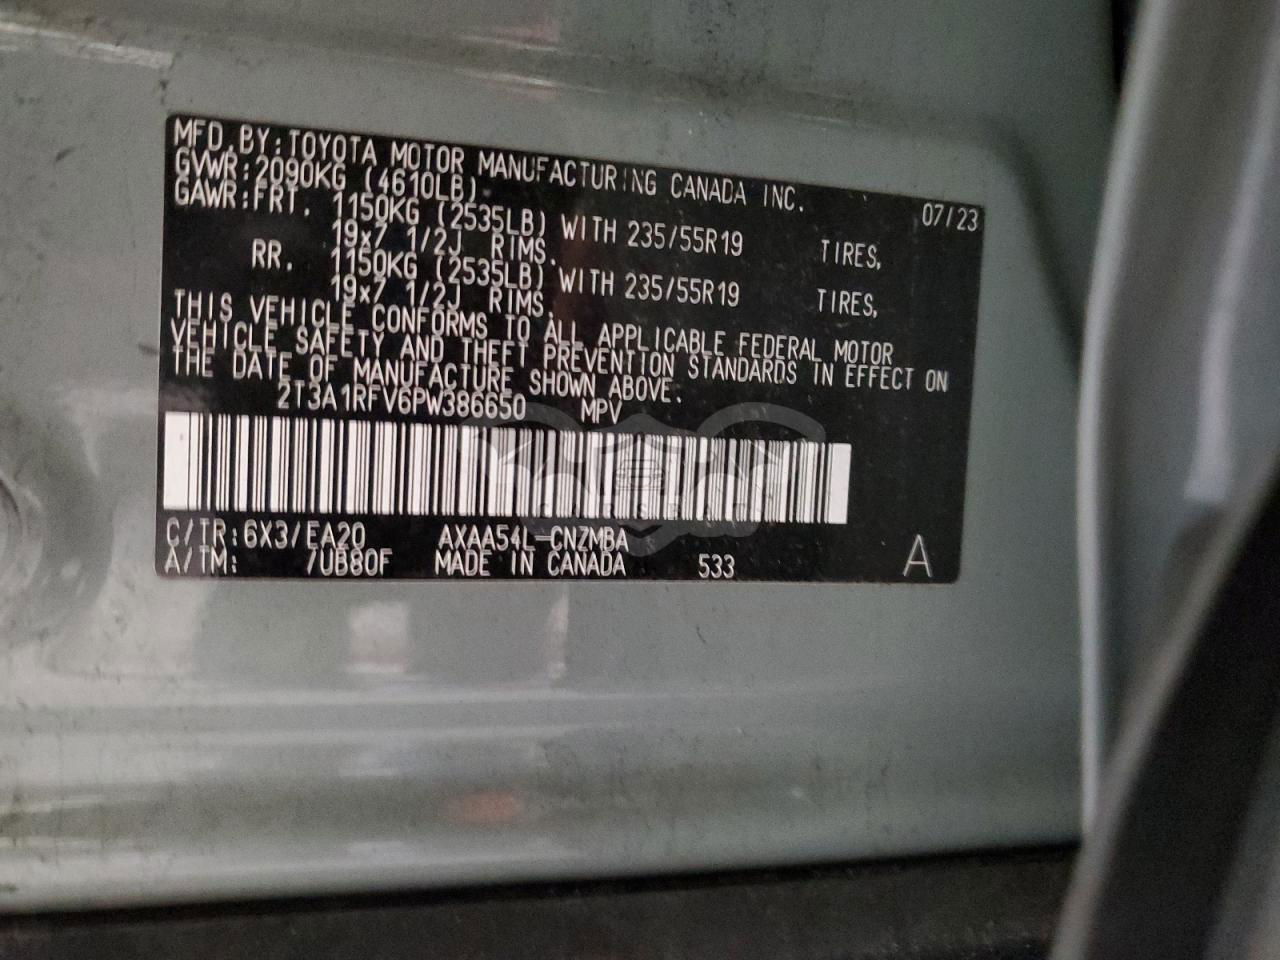 MFD.BY:TOYOTA MOTOR MANUFACTURING CANADA INC.
GVWR:2090KG (4610LB) 07/23
GAWR:FRT. 1150KG (2535LB) WITH 235/55R19 TIRES,
19x7 1/2J RIMS.
RR. 1150KG (2535LB) WITH 235/55R19 TIRES,
19x7 1/2J RIMS.
THIS VEHICLE CONFORMS TO ALL APPLICABLE FEDERAL MOTOR
VEHICLE SAFETY AND THEFT PREVENTION STANDARDS IN EFFECT ON
THE DATE OF MANUFACTURE SHOWN ABOVE.
2T3A1RFV6PW386650 MPV
C/TR:6X3/EA20 AXAA54L-CNZMBA
A/TM: 7UB80F MADE IN CANADA 533 A